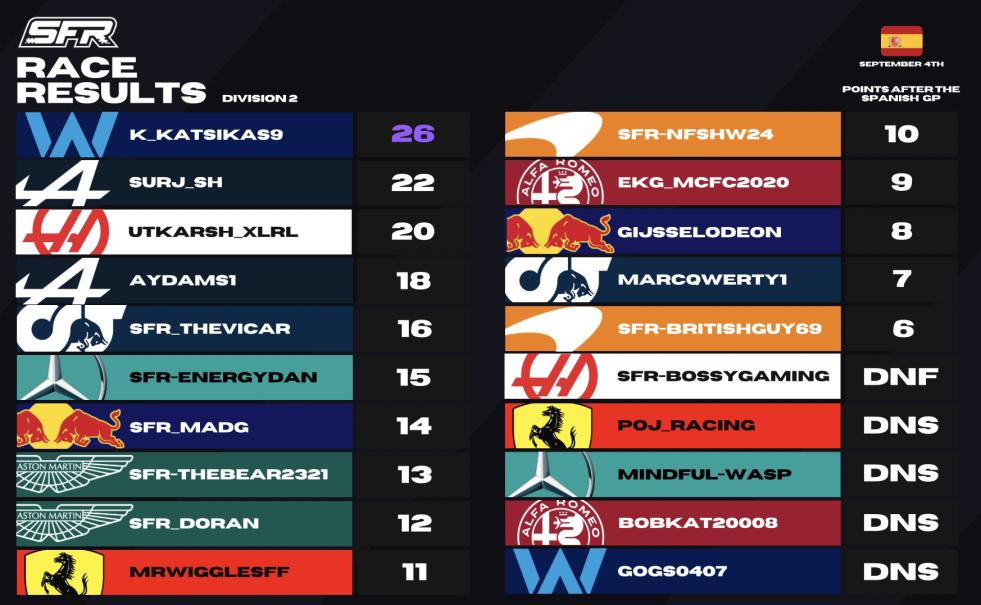 SFR
RACE
RESULTS DIVISION 2
SEPTEMBER 4TH
POINTS AFTER THE
SPANISH GP
K_KATSIKAS9 26
SURJ_SH 22
UTKARSH_XLRL 20
AYDAMS1 18
SFR_THEVICAR 16
SFR-ENERGYDAN 15
SFR_MADG 14
ASTON MARTIN SFR-THEBEAR2321 13
ASTON MARTIN SFR_DORAN 12
MRWIGGLESFF 11
SFR-NFSHW24 10
ALFA ROMEO EKG_MCFC2020 9
GIJSSELODEON 8
MARCQWERTY1 7
SFR-BRITISHGUY69 6
SFR-BOSSYGAMING DNF
POJ_RACING DNS
MINDFUL-WASP DNS
ALFA ROMEO BOBKAT20008 DNS
GOGS0407 DNS